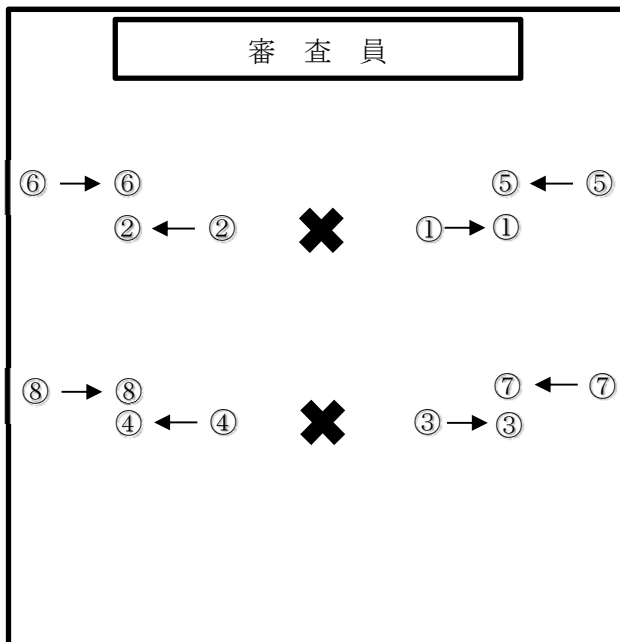 審 査 員
⑥ → ⑥ ⑤ ← ⑤
② ← ② ✖ ① → ①
⑧ → ⑧ ⑦ ← ⑦
④ ← ④ ✖ ③ → ③